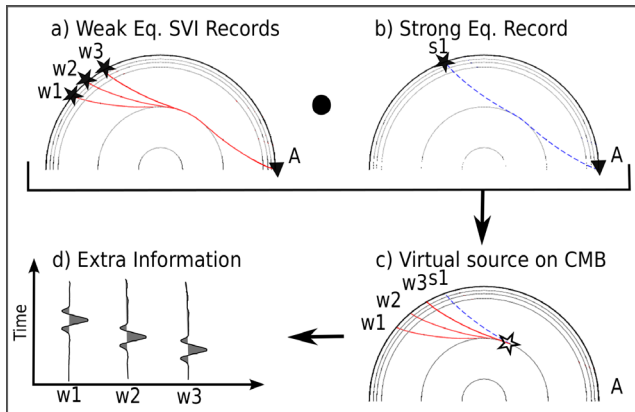 a) Weak Eq. SVI Records
w3
w2
w1
A
b) Strong Eq. Record
s1
A
d) Extra Information
Time
w1 w2 w3
c) Virtual source on CMB
w3 s1
w2
w1